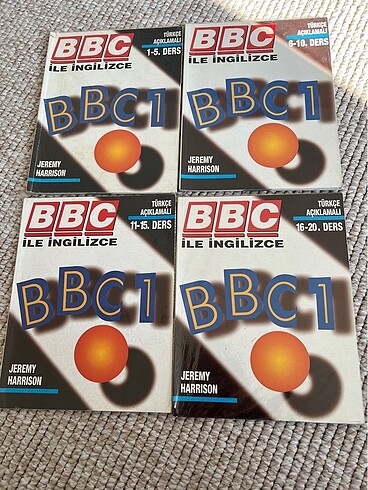 BBC
İLE İNGİLİZCE
TÜRKÇE
AÇIKLAMALI
1-5. DERS
BBC1
JEREMY
HARRISON
BBC
İLE İNGİLİZCE
TÜRKÇE
AÇIKLAMALI
6-10. DERS
BBC1
JEREMY
HARRISON
BBC
İLE İNGİLİZCE
TÜRKÇE
AÇIKLAMALI
11-15. DERS
BBC1
JEREMY
HARRISON
BBC
İLE İNGİLİZCE
TÜRKÇE
AÇIKLAMALI
16-20. DERS
BBC1
JEREMY
HARRISON